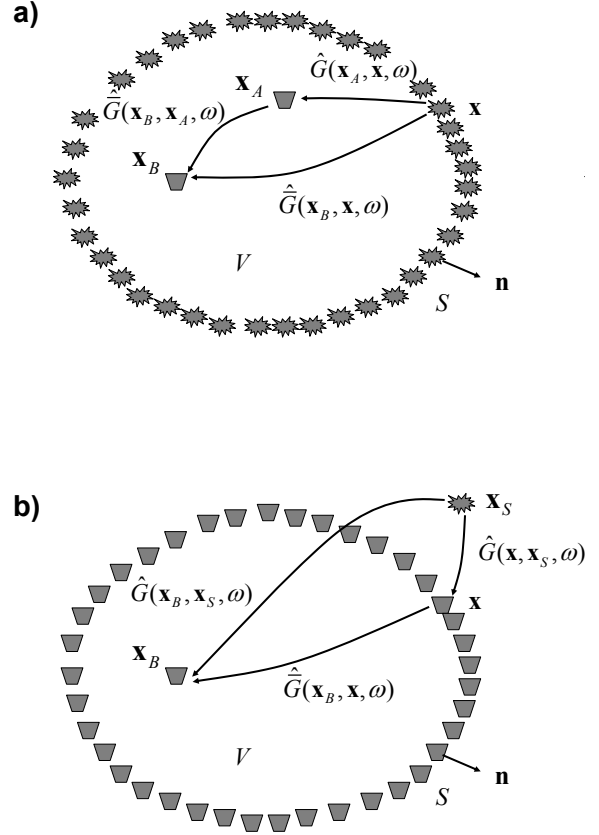 a)
Ĝ(x_A, x, ω)
x_A
x
Ḡ̂(x_B, x_A, ω)
x_B
Ḡ̂(x_B, x, ω)
V
n
S
b)
x_S
Ĝ(x, x_S, ω)
Ĝ(x_B, x_S, ω)
x
x_B
Ḡ̂(x_B, x, ω)
V
n
S